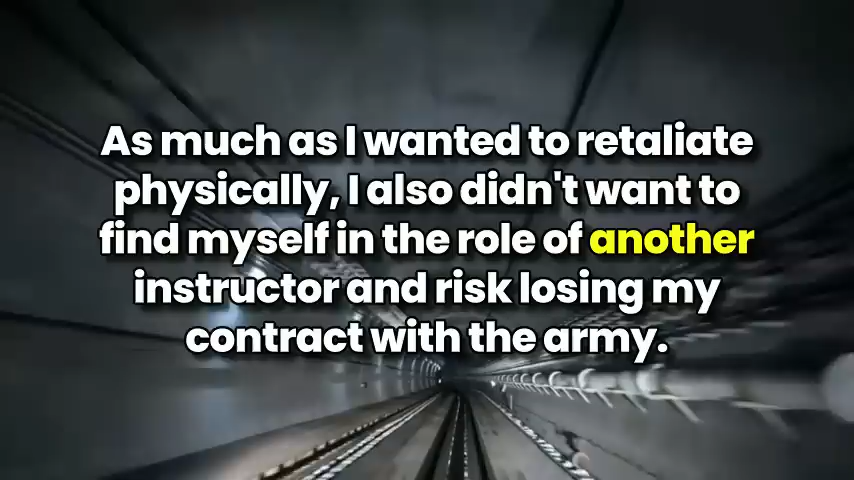 As much as I wanted to retaliate
physically, I also didn't want to
find myself in the role of another
instructor and risk losing my
contract with the army.